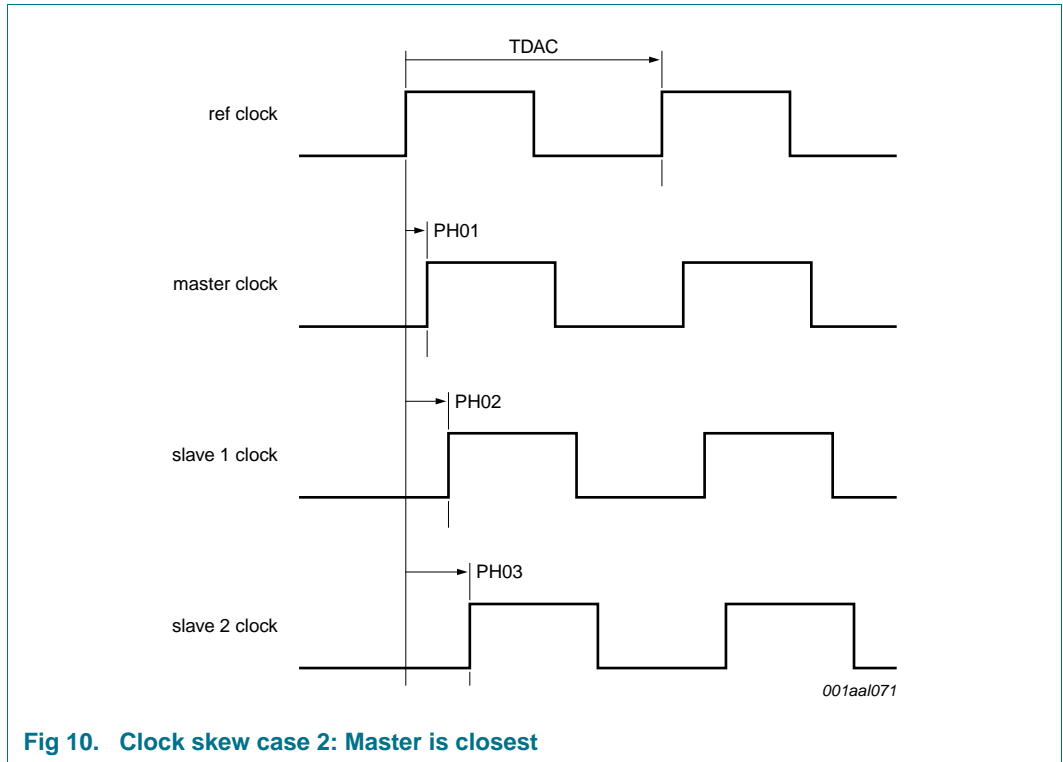 TDAC
ref clock
PH01
master clock
PH02
slave 1 clock
PH03
slave 2 clock
001aal071
Fig 10. Clock skew case 2: Master is closest